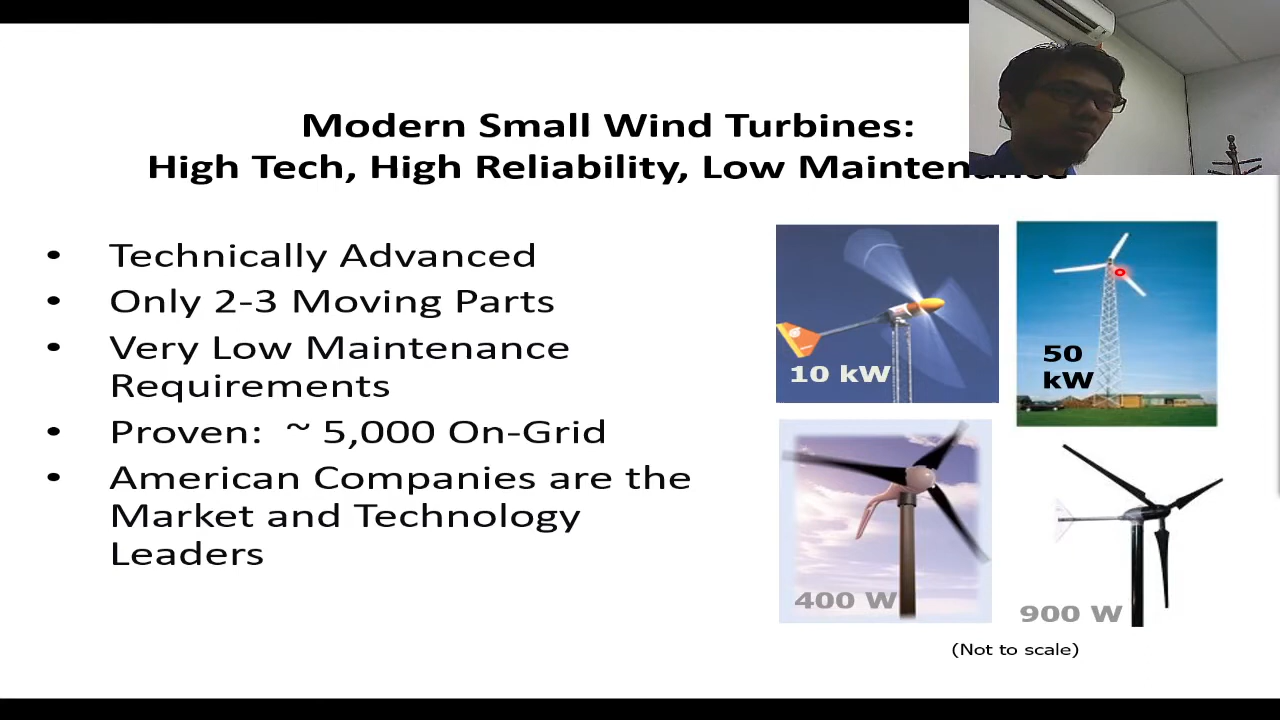 Modern Small Wind Turbines:
High Tech, High Reliability, Low Maintenance
• Technically Advanced
• Only 2-3 Moving Parts
• Very Low Maintenance
Requirements
• Proven: ~ 5,000 On-Grid
• American Companies are the
Market and Technology
Leaders
10 kW
50
kW
400 W
900 W
(Not to scale)